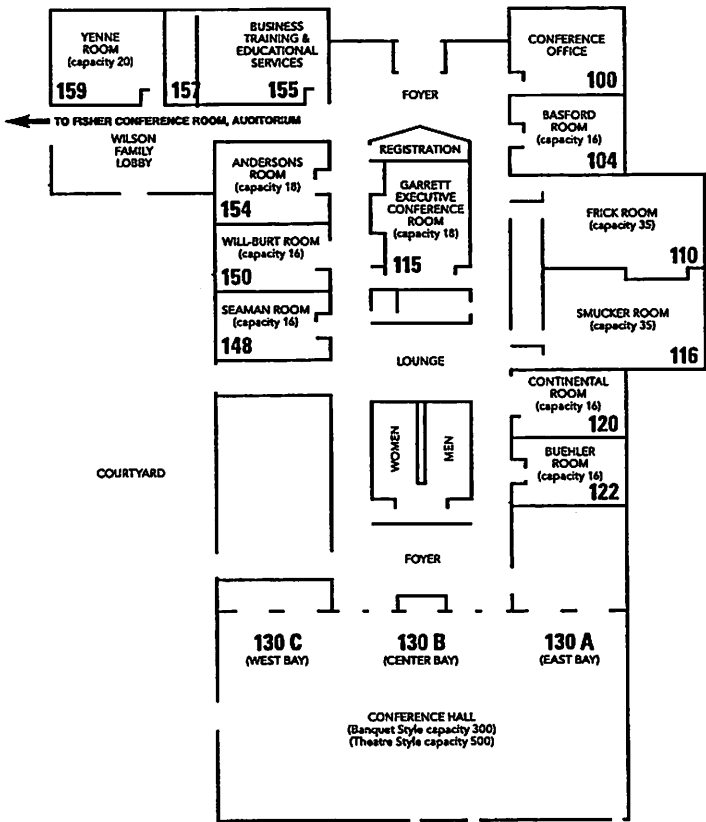 YENNE
ROOM
(capacity 20)
159
157
BUSINESS
TRAINING &
EDUCATIONAL
SERVICES
155
CONFERENCE
OFFICE
100
FOYER
TO FISHER CONFERENCE ROOM, AUDITORIUM
WILSON
FAMILY
LOBBY
BASFORD
ROOM
(capacity 16)
104
REGISTRATION
ANDERSONS
ROOM
(capacity 18)
154
GARRETT
EXECUTIVE
CONFERENCE
ROOM
(capacity 18)
115
FRICK ROOM
(capacity 35)
110
WILL-BURT ROOM
(capacity 16)
150
SEAMAN ROOM
(capacity 16)
148
SMUCKER ROOM
(capacity 35)
116
LOUNGE
CONTINENTAL
ROOM
(capacity 16)
120
WOMEN
MEN
BUEHLER
ROOM
(capacity 16)
122
COURTYARD
FOYER
130 C
(WEST BAY)
130 B
(CENTER BAY)
130 A
(EAST BAY)
CONFERENCE HALL
(Banquet Style capacity 300)
(Theatre Style capacity 500)